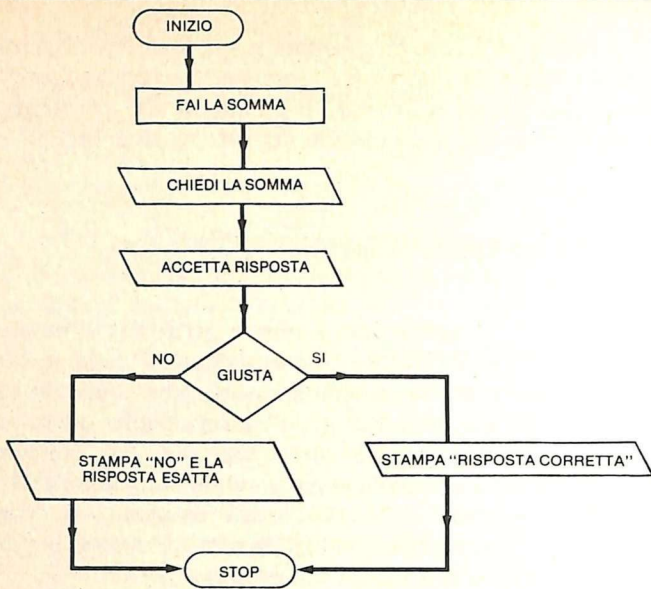 INIZIO
FAI LA SOMMA
CHIEDI LA SOMMA
ACCETTA RISPOSTA
NO
SI
GIUSTA
STAMPA "NO" E LA
RISPOSTA ESATTA
STAMPA "RISPOSTA CORRETTA"
STOP